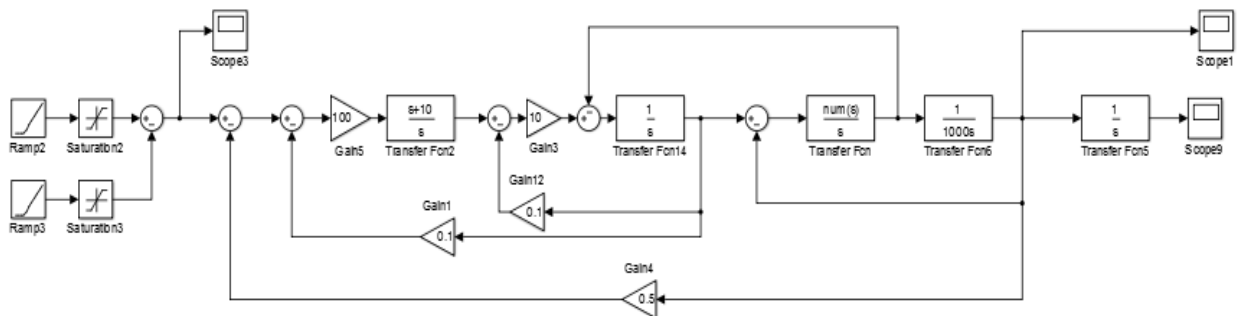 Scope3
Scope1
Ramp2
Saturation2
100
Gain5
s+10
s
Transfer Fcn2
10
Gain3
1
s
Transfer Fcn14
num(s)
s
Transfer Fcn
1
1000s
Transfer Fcn6
1
s
Transfer Fcn5
Scope9
Ramp3
Saturation3
Gain12
0.1
Gain1
0.1
Gain4
0.5